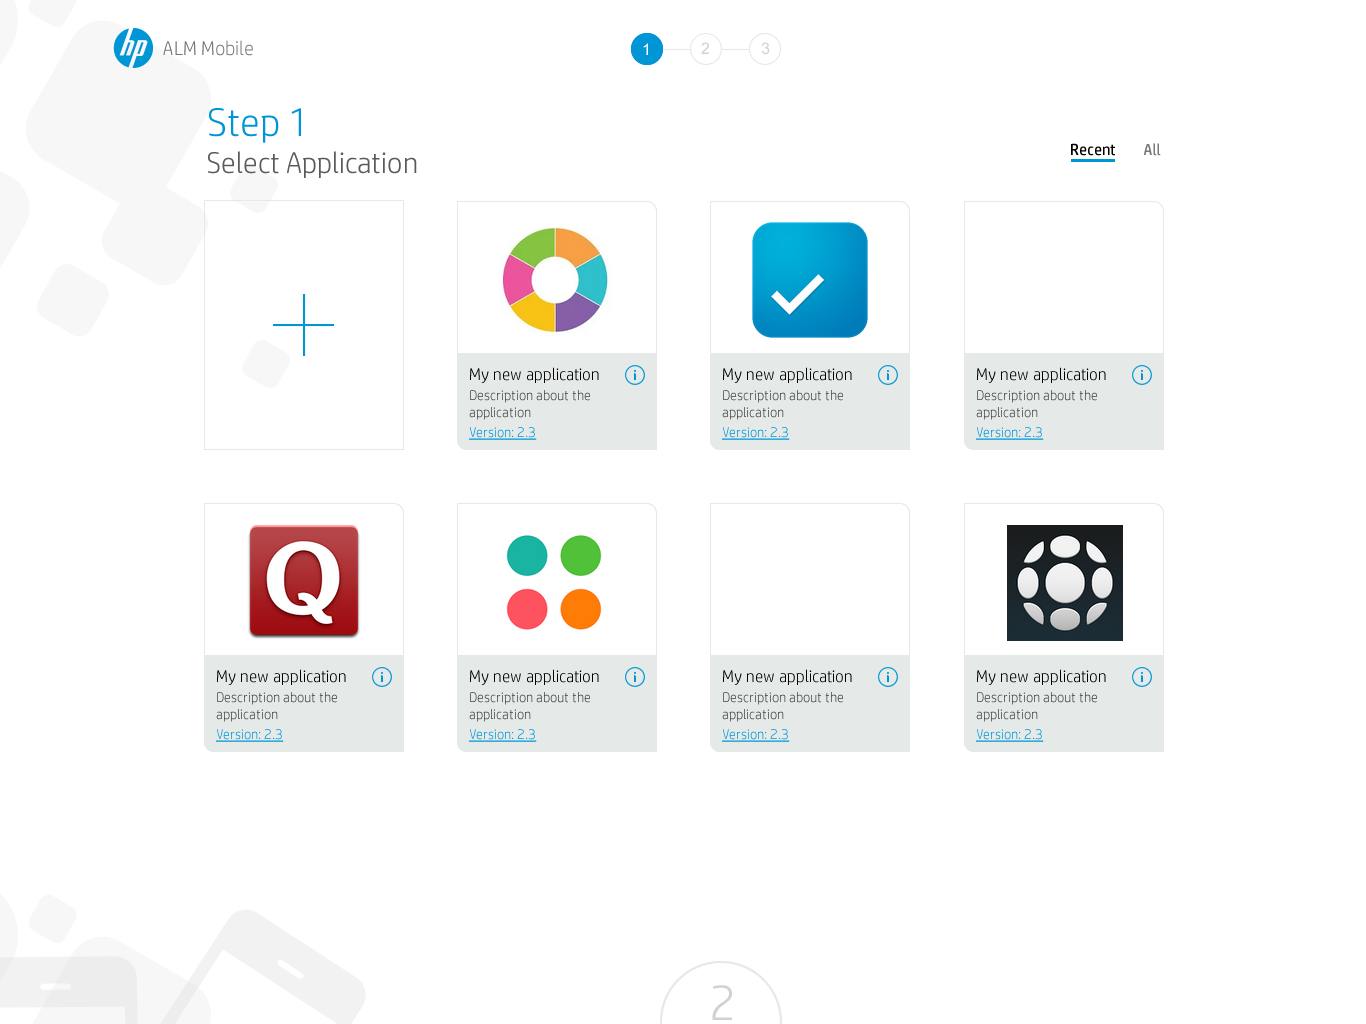 hp ALM Mobile
1 2 3
Step 1
Select Application
Recent All
My new application
Description about the
application
Version: 2.3
My new application
Description about the
application
Version: 2.3
My new application
Description about the
application
Version: 2.3
Q
My new application
Description about the
application
Version: 2.3
My new application
Description about the
application
Version: 2.3
My new application
Description about the
application
Version: 2.3
My new application
Description about the
application
Version: 2.3
2